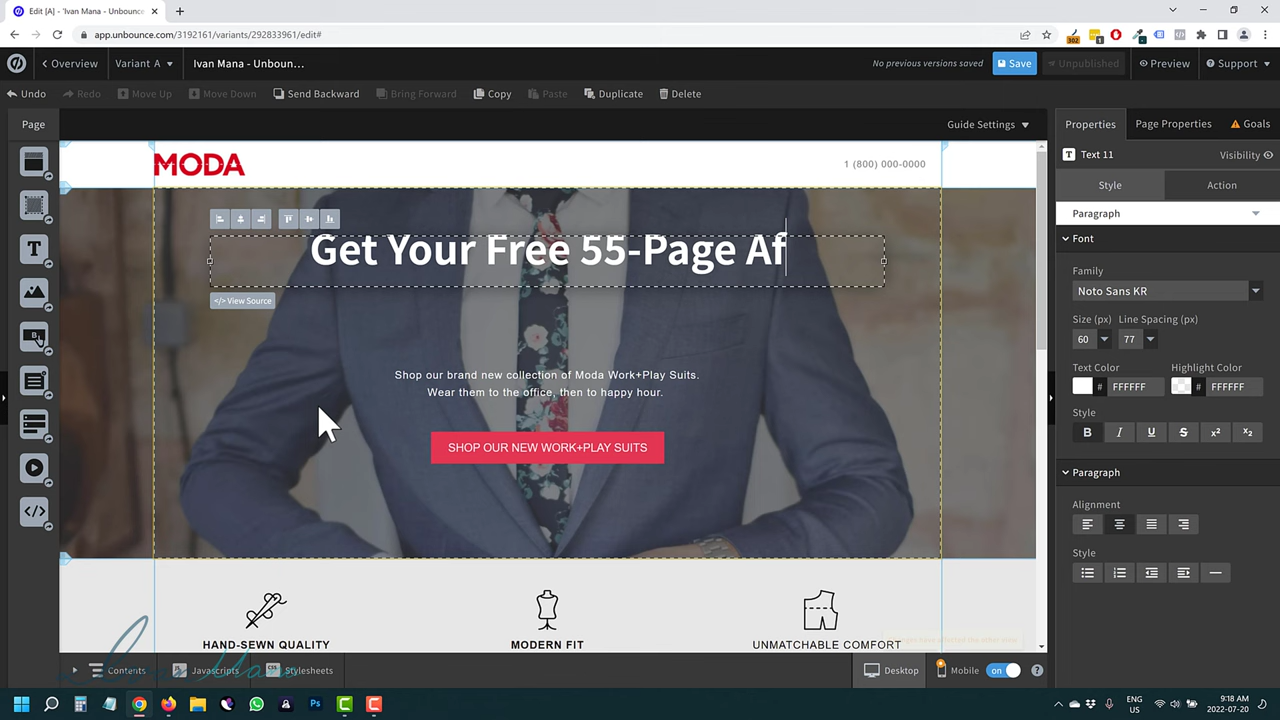 Edit [A] - 'Ivan Mana - Unbounc
app.unbounce.com/3192161/variants/292833961/edit#
302
1
Overview
Variant A
Ivan Mana - Unboun...
No previous versions saved
Save
Unpublished
Preview
Support
Undo
Redo
Move Up
Move Down
Send Backward
Bring Forward
Copy
Paste
Duplicate
Delete
Page
Guide Settings
Properties
Page Properties
Goals
MODA
1 (800) 000-0000
Text 11
Visibility
Style
Action
Paragraph
Get Your Free 55-Page Af
</> View Source
Font
Family
Noto Sans KR
Size (px)
Line Spacing (px)
60
77
Text Color
Highlight Color
# FFFFFF
# FFFFFF
Style
B I U S x² x₂
Shop our brand new collection of Moda Work+Play Suits.
Wear them to the office, then to happy hour.
SHOP OUR NEW WORK+PLAY SUITS
Paragraph
Alignment
Style
HAND-SEWN QUALITY
MODERN FIT
UNMATCHABLE COMFORT
Contents
Javascripts
Stylesheets
Desktop
Mobile
on
ENG
US
9:18 AM
2022-07-20